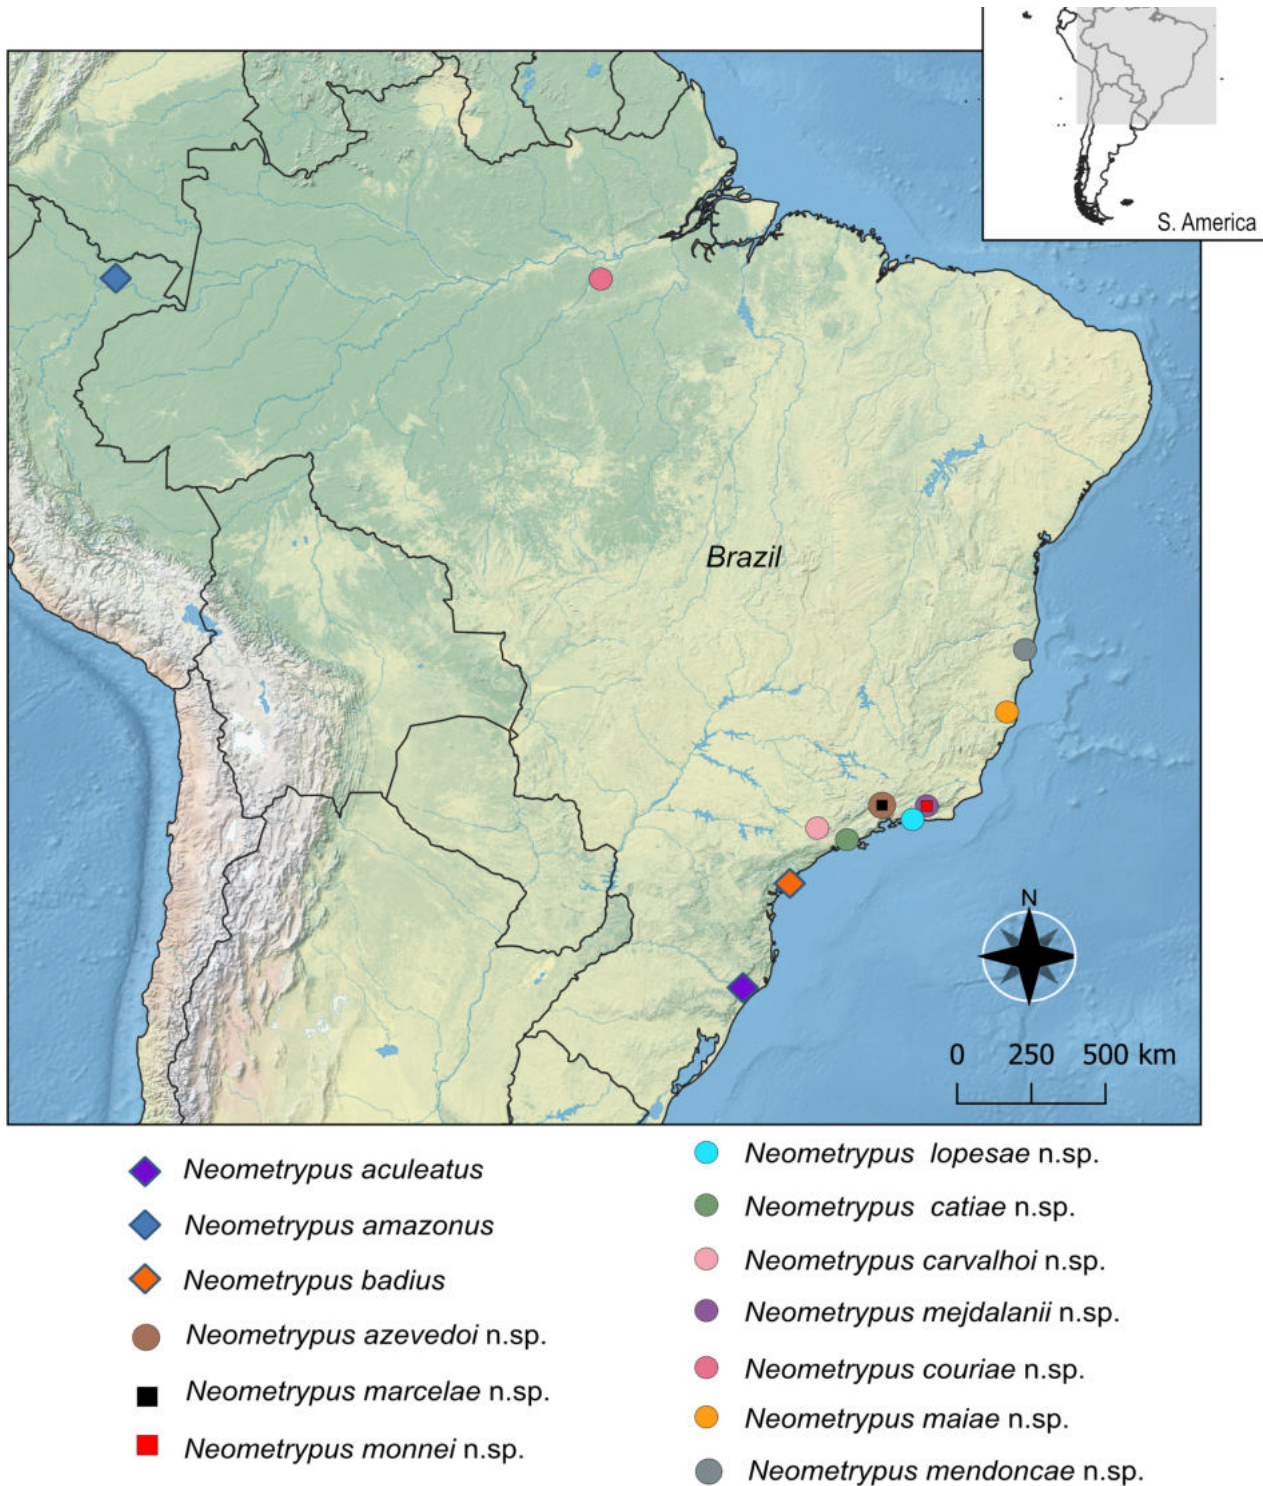 S. America
Brazil
N
0 250 500 km
Neometrypus aculeatus
Neometrypus amazonus
Neometrypus badius
Neometrypus azevedoi n.sp.
Neometrypus marcelae n.sp.
Neometrypus monnei n.sp.
Neometrypus lopesae n.sp.
Neometrypus catiae n.sp.
Neometrypus carvalhoi n.sp.
Neometrypus mejdalanii n.sp.
Neometrypus couriae n.sp.
Neometrypus maiae n.sp.
Neometrypus mendoncae n.sp.